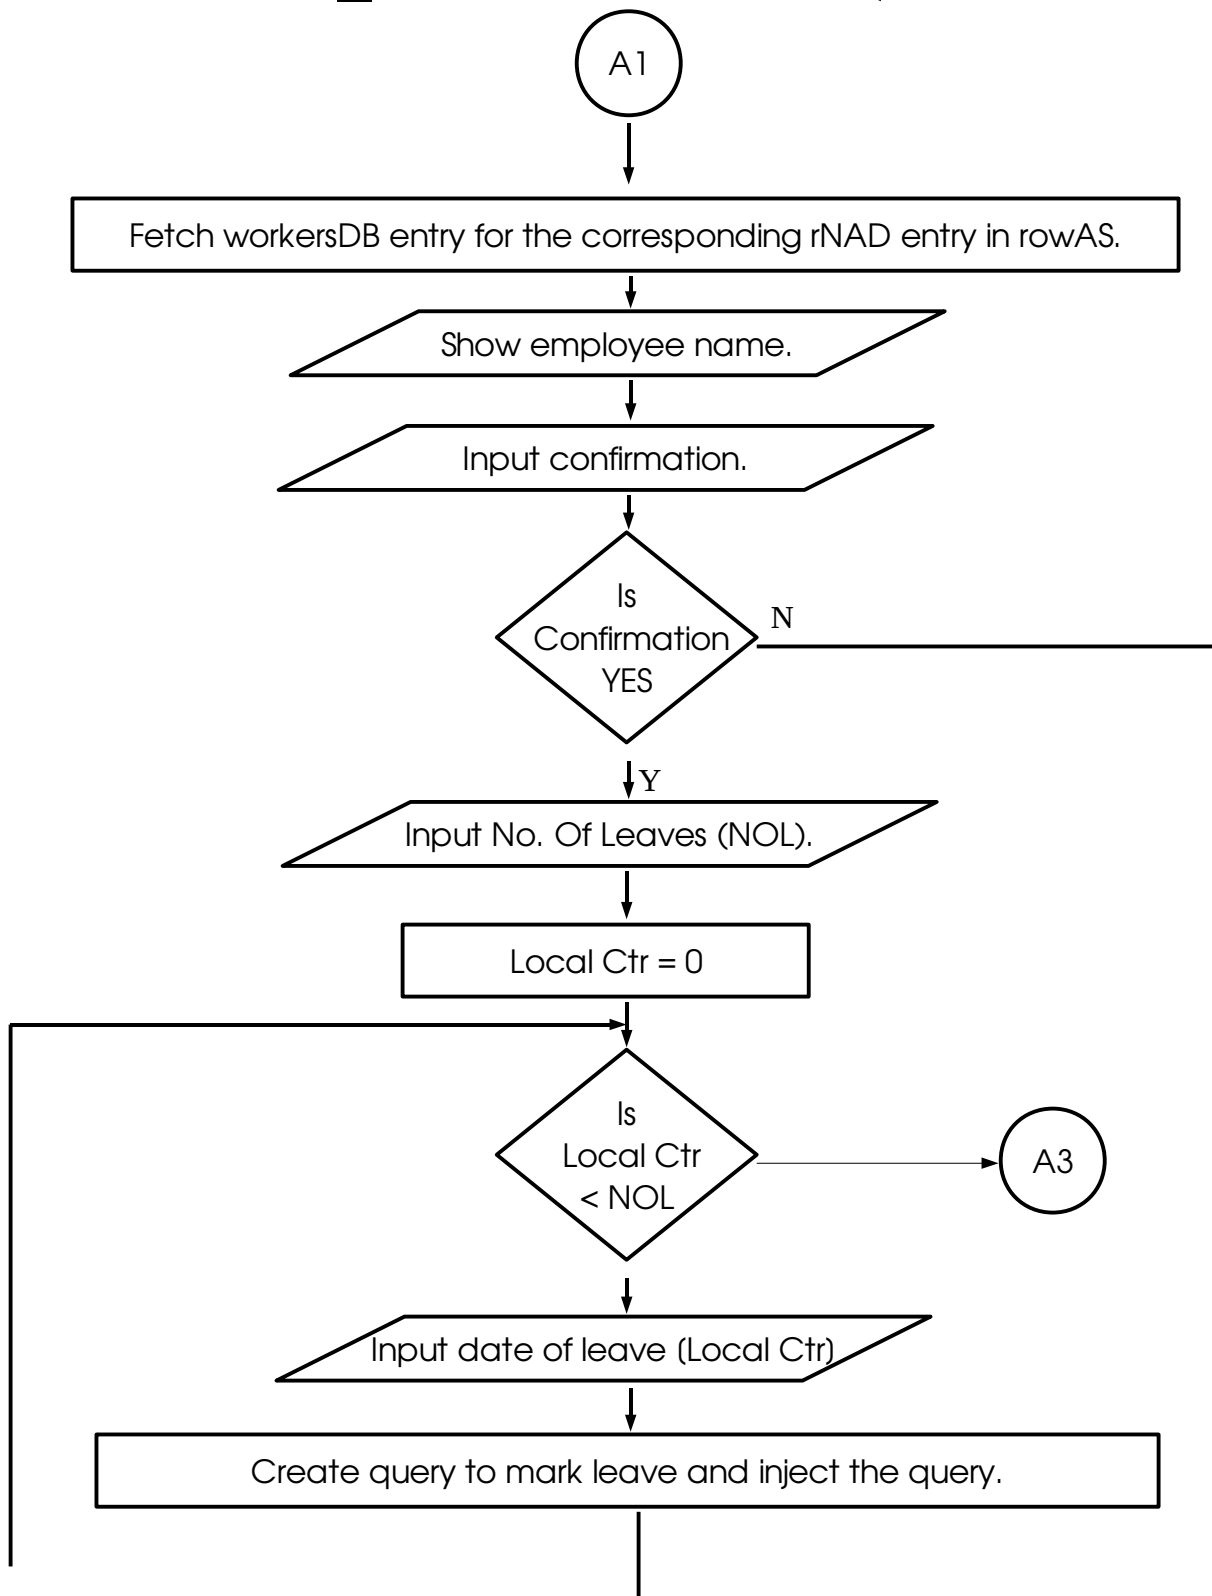 A1
Fetch workersDB entry for the corresponding rNAD entry in rowAS.
Show employee name.
Input confirmation.
Is
Confirmation
YES
N
Y
Input No. Of Leaves (NOL).
Local Ctr = 0
Is
Local Ctr
< NOL
A3
Input date of leave (Local Ctr)
Create query to mark leave and inject the query.